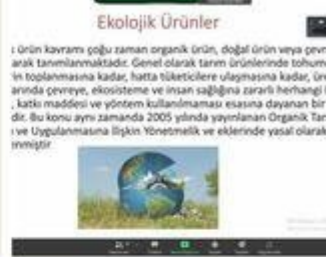 Ekolojik Ürünler
ürün kavramı çoğu zaman organik ürün, doğal ürün veya çevr
arak tanımlanmaktadır. Genel olarak tarım ürünlerinde tohum
in toplanmasına kadar, hatta tüketicilere ulaşmasına kadar, ür
arında çevreye, ekosisteme ve insan sağlığına zararlı herhangi
, katkı maddesi ve yöntem kullanılmaması esasına dayanan bir
dir. Bu konu aynı zamanda 2005 yılında yayınlanan Organik Tar
ı ve Uygulanmasına İlişkin Yönetmelik ve eklerinde yasal olarak
nmiştir